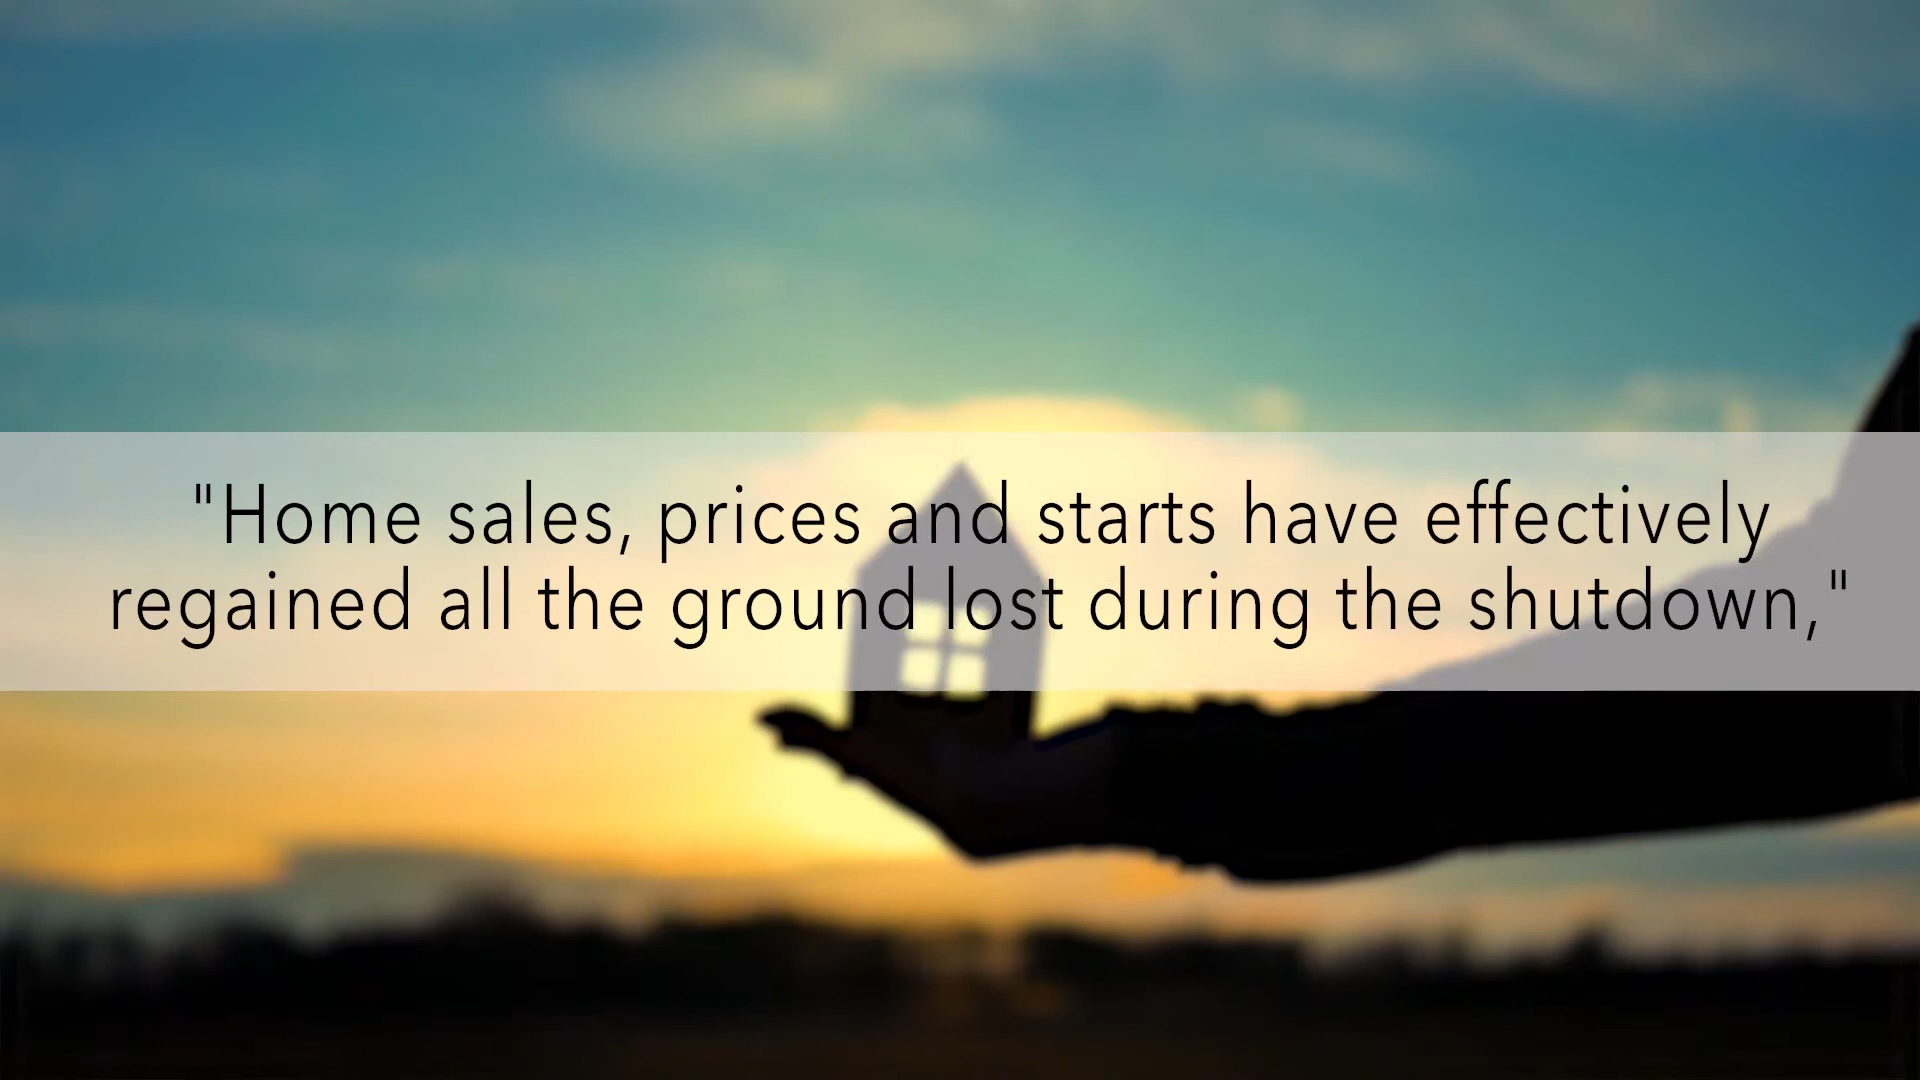 "Home sales, prices and starts have effectively
regained all the ground lost during the shutdown,"